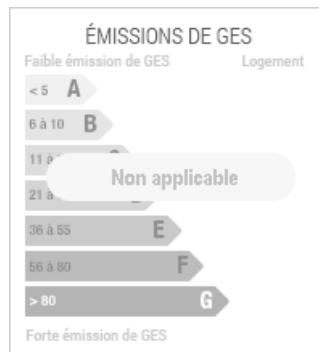 ÉMISSIONS DE GES
Faible émission de GES Logement
< 5 A
6 à 10 B
11 à
Non applicable
21 à
36 à 55 E
56 à 80 F
> 80 G
Forte émission de GES